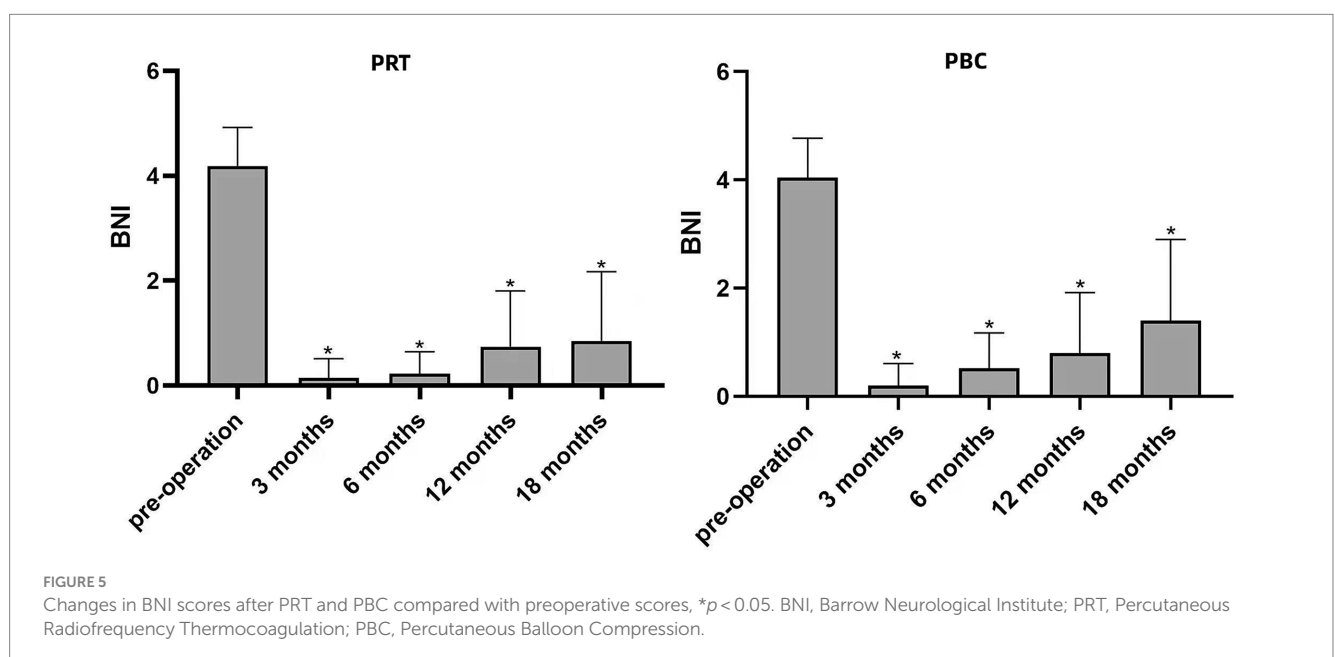 PRT
6
4
2
0
BNI
*
*
*
*
pre-operation
3 months
6 months
12 months
18 months
PBC
6
4
2
0
BNI
*
*
*
*
pre-operation
3 months
6 months
12 months
18 months
FIGURE 5
Changes in BNI scores after PRT and PBC compared with preoperative scores, *p < 0.05. BNI, Barrow Neurological Institute; PRT, Percutaneous
Radiofrequency Thermocoagulation; PBC, Percutaneous Balloon Compression.